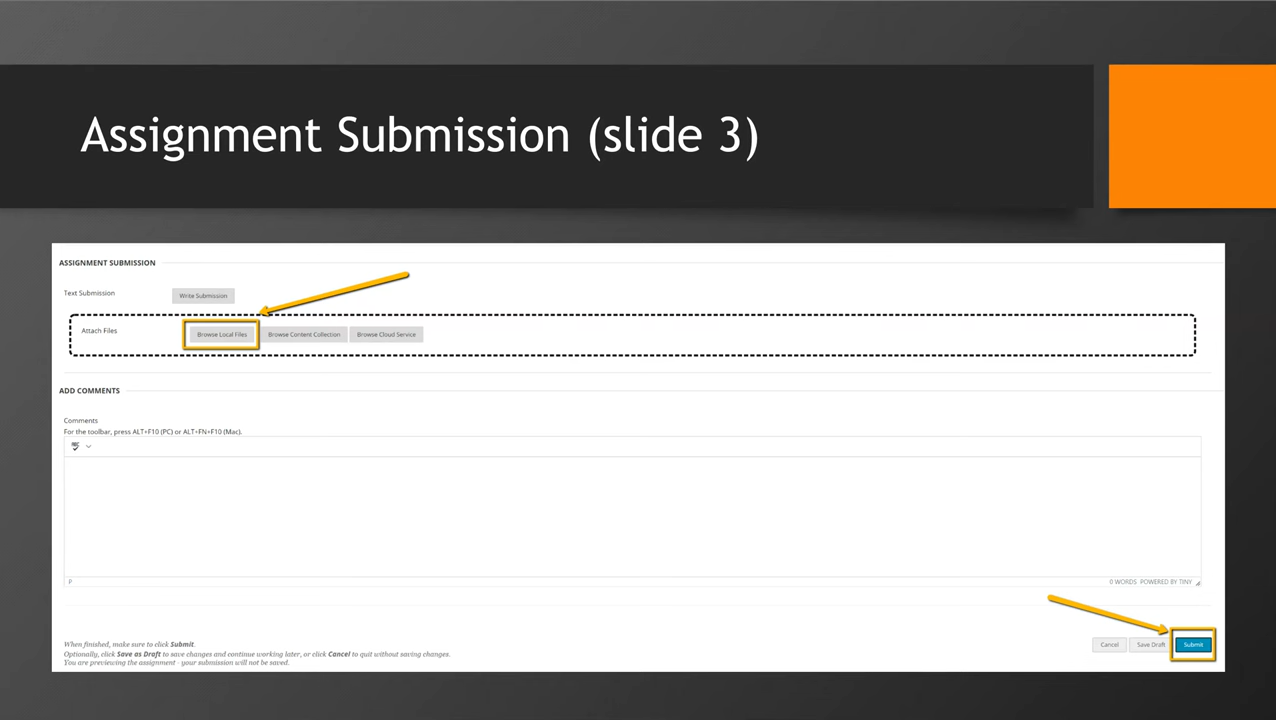 Assignment Submission (slide 3)
ASSIGNMENT SUBMISSION
Text Submission
Write Submission
Attach Files
Browse Local Files
Browse Content Collection
Browse Cloud Service
ADD COMMENTS
Comments
For the toolbar, press ALT+F10 (PC) or ALT+FN+F10 (Mac).
P
0 WORDS POWERED BY TINY
When finished, make sure to click Submit.
Optionally, click Save as Draft to save changes and continue working later, or click Cancel to quit without saving changes.
You are previewing the assignment - your submission will not be saved.
Cancel
Save Draft
Submit